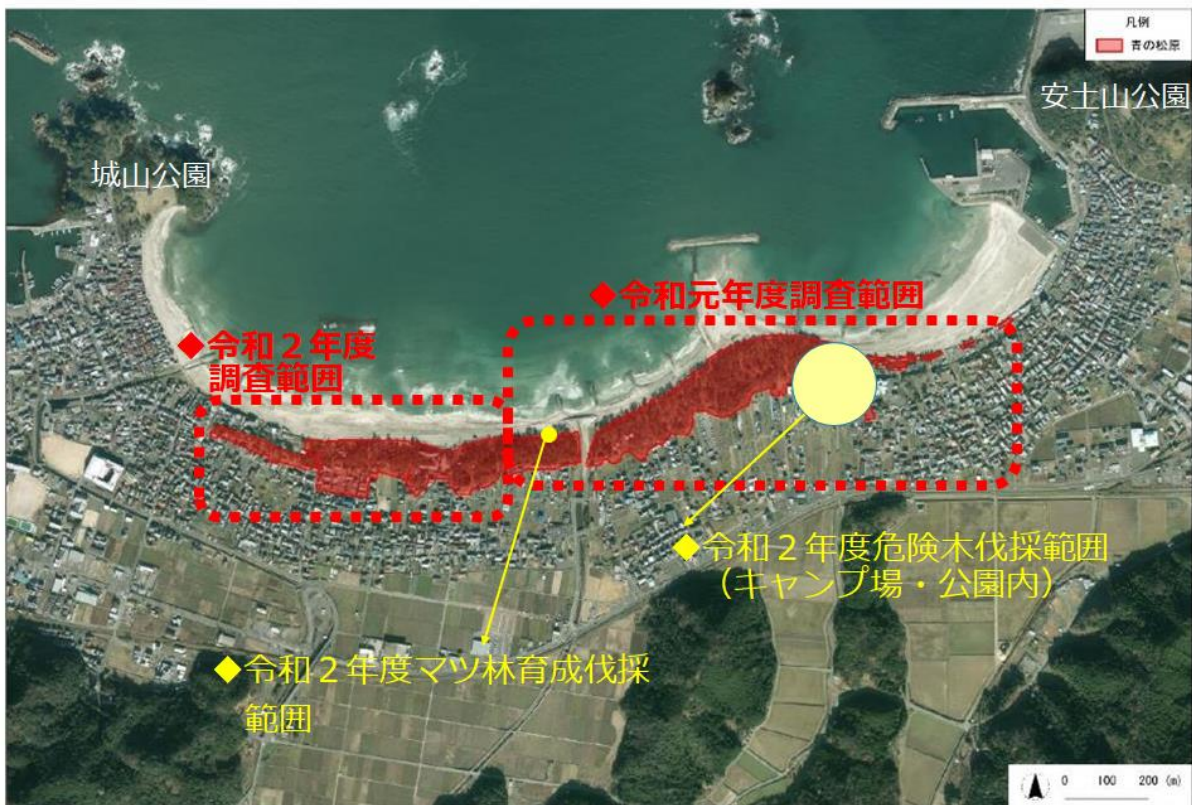 凡例
青の松原
安土山公園
城山公園
◆令和元年度調査範囲
◆令和２年度
調査範囲
◆令和２年度危険木伐採範囲
（キャンプ場・公園内）
◆令和２年度マツ林育成伐採
範囲
0 100 200 (m)